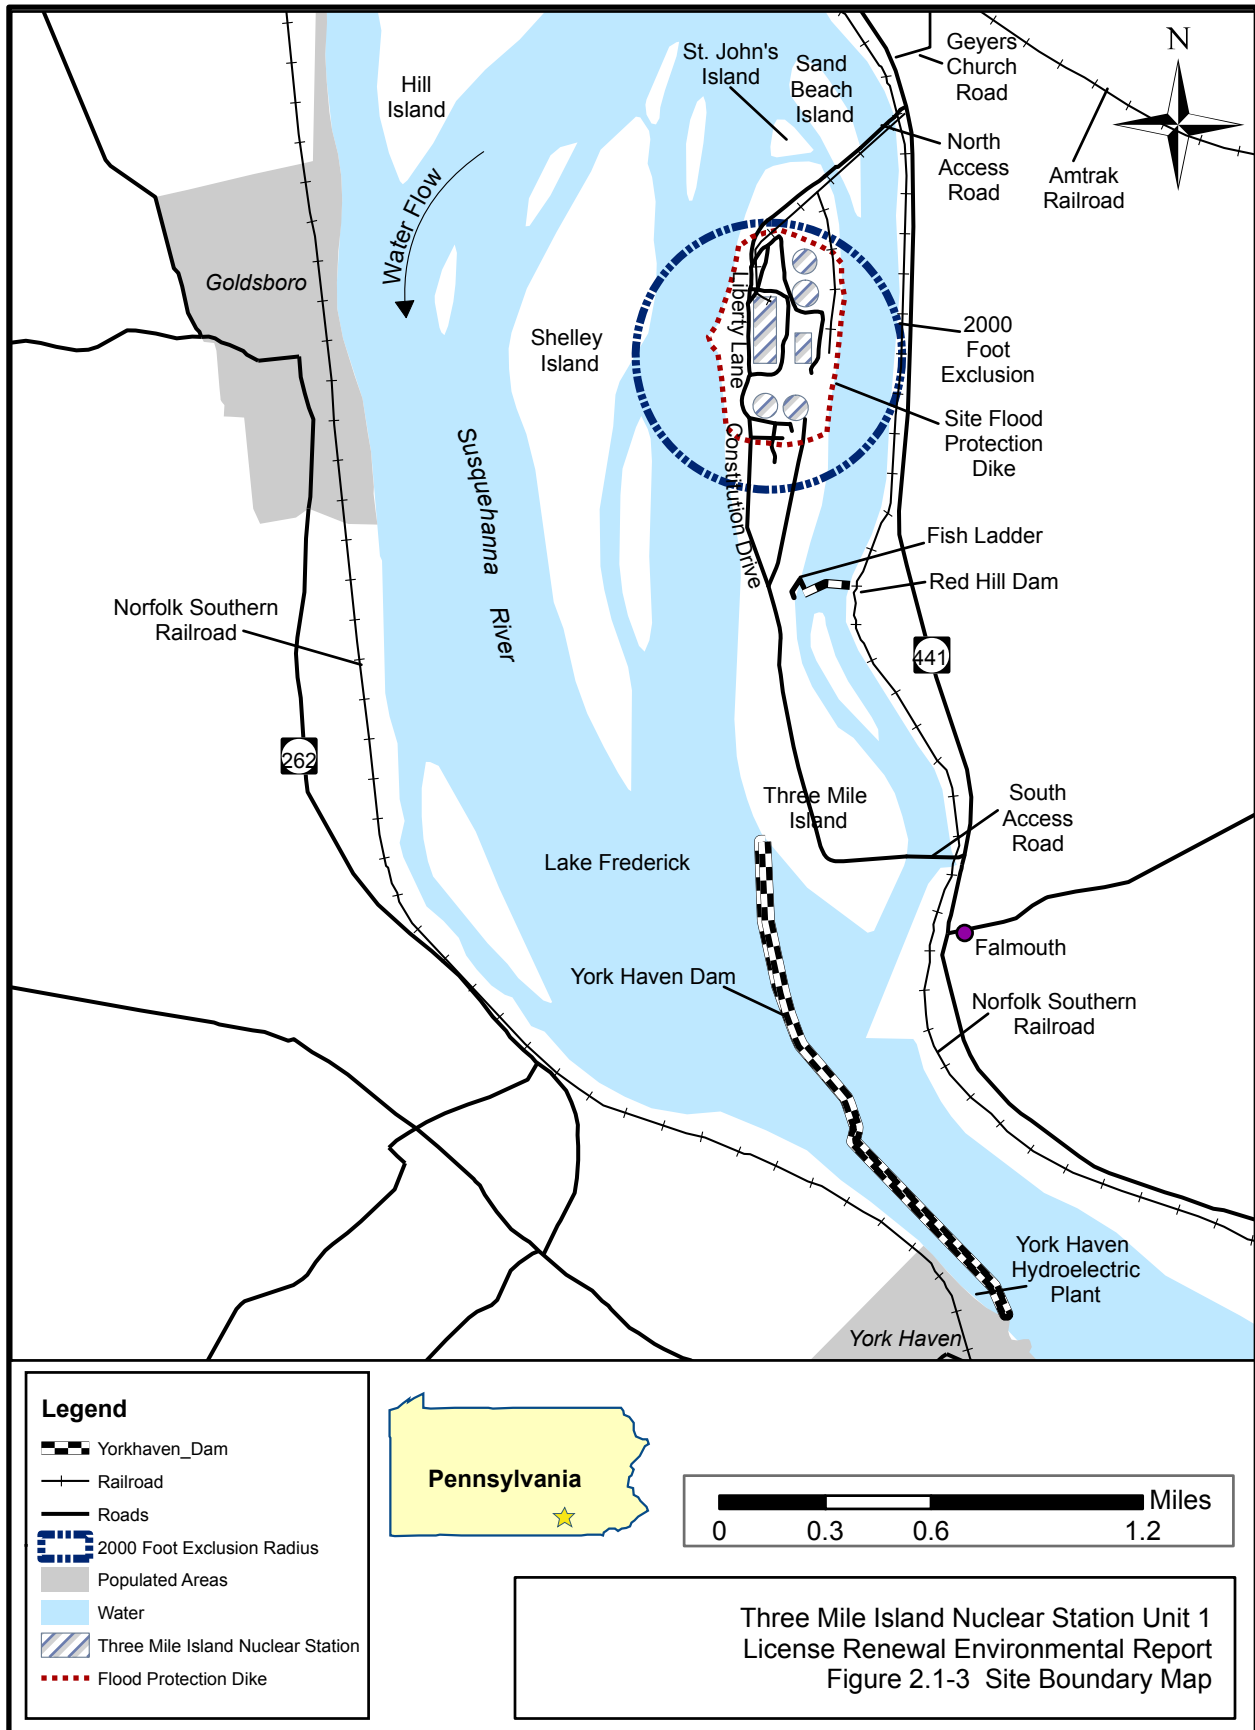 Hill
Island
St. John's
Island
Sand
Beach
Island
Geyers
Church
Road
N
North
Access
Road
Amtrak
Railroad
Water Flow
Goldsboro
Liberty Lane
Shelley
Island
2000
Foot
Exclusion
Site Flood
Protection
Dike
Susquehanna
River
Constitution Drive
Fish Ladder
Red Hill Dam
Norfolk Southern
Railroad
441
262
Three Mile
Island
South
Access
Road
Lake Frederick
Falmouth
York Haven Dam
Norfolk Southern
Railroad
York Haven
Hydroelectric
Plant
York Haven
Legend
Yorkhaven_Dam
Railroad
Roads
2000 Foot Exclusion Radius
Populated Areas
Water
Three Mile Island Nuclear Station
Flood Protection Dike
Pennsylvania
Miles
0 0.3 0.6 1.2
Three Mile Island Nuclear Station Unit 1
License Renewal Environmental Report
Figure 2.1-3 Site Boundary Map